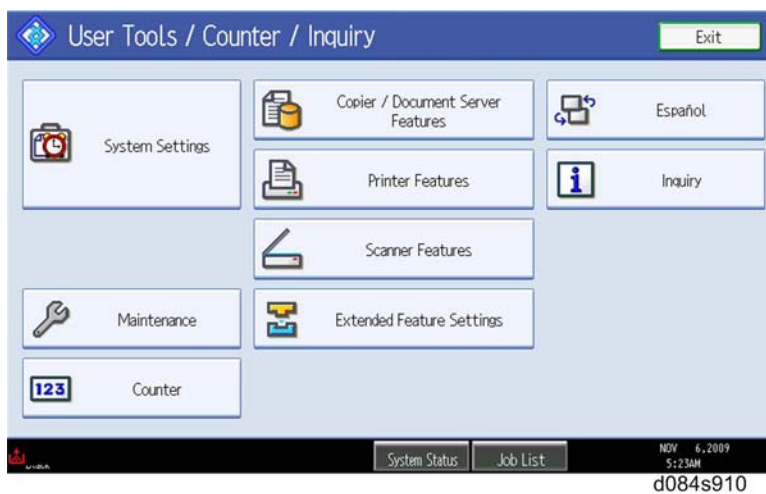 User Tools / Counter / Inquiry
Exit
System Settings
Copier / Document Server
Features
Español
Printer Features
Inquiry
Scanner Features
Maintenance
Extended Feature Settings
123
Counter
System Status
Job List
NOV 6,2009
5:23AM
d084s910